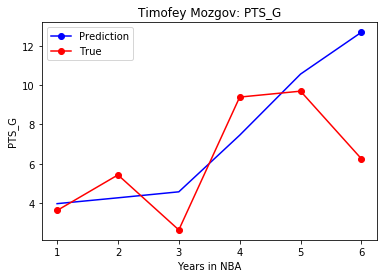 Timofey Mozgov: PTS_G
Prediction
True
PTS_G
12
10
8
6
4
1 2 3 4 5 6
Years in NBA